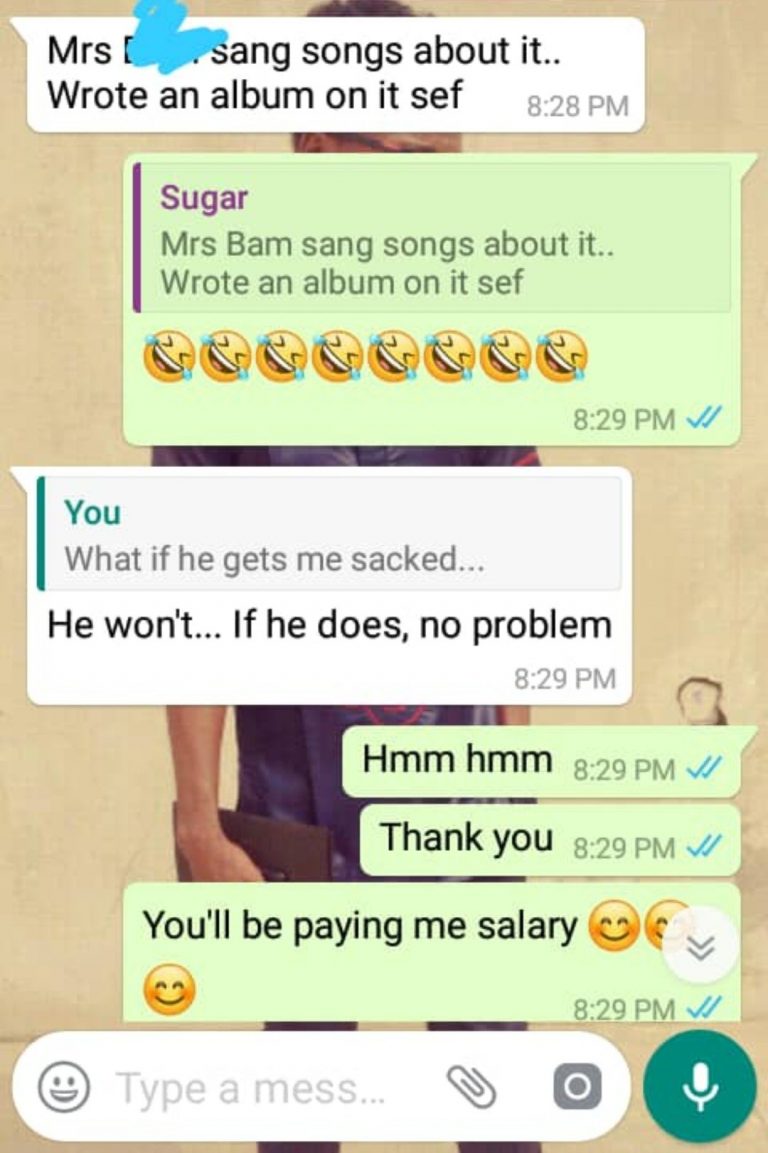 Mrs sang songs about it..
Wrote an album on it sef
8:28 PM
Sugar
Mrs Bam sang songs about it..
Wrote an album on it sef
🤣🤣🤣🤣🤣🤣🤣🤣
8:29 PM
You
What if he gets me sacked...
He won't... If he does, no problem
8:29 PM
Hmm hmm 8:29 PM
Thank you 8:29 PM
You'll be paying me salary 😊😊
😊
8:29 PM
Type a mess...